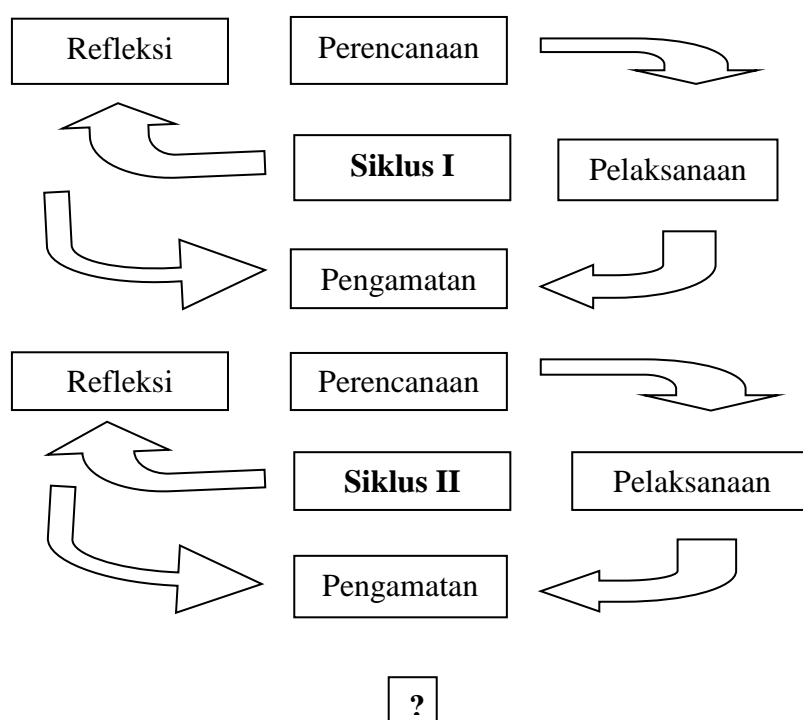 Refleksi
Perencanaan
Siklus I
Pelaksanaan
Pengamatan
Refleksi
Perencanaan
Siklus II
Pelaksanaan
Pengamatan
?